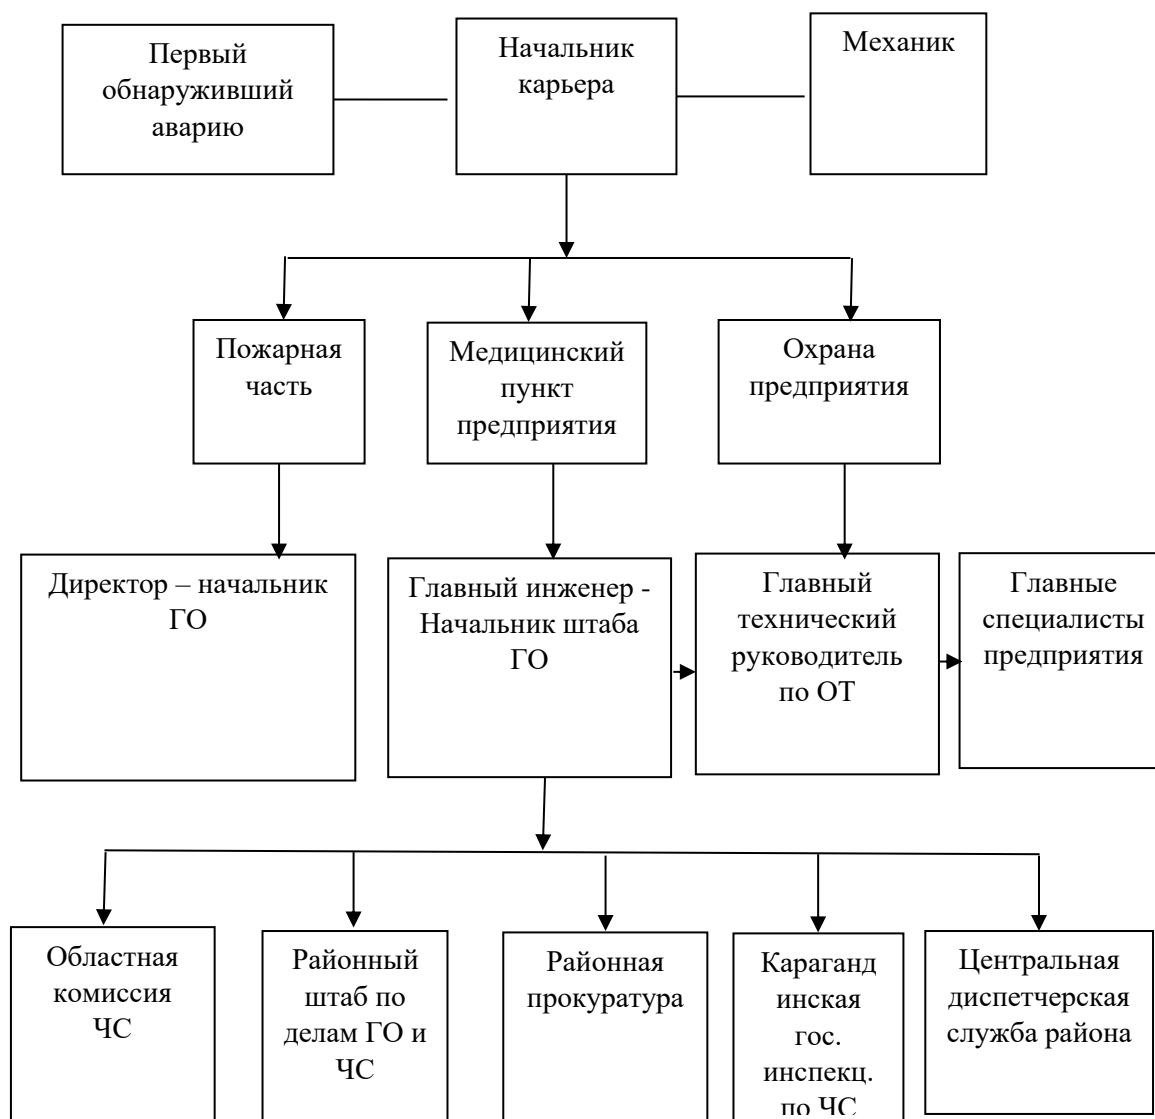 Первый
обнаруживший
аварию
Начальник
карьера
Механик
Пожарная
часть
Медицинский
пункт
предприятия
Охрана
предприятия
Директор – начальник
ГО
Главный инженер -
Начальник штаба
ГО
Главный
технический
руководитель
по ОТ
Главные
специалисты
предприятия
Областная
комиссия
ЧС
Районный
штаб по
делам ГО и
ЧС
Районная
прокуратура
Караганд
инская
гос.
инспекц.
по ЧС
Центральная
диспетчерская
служба района